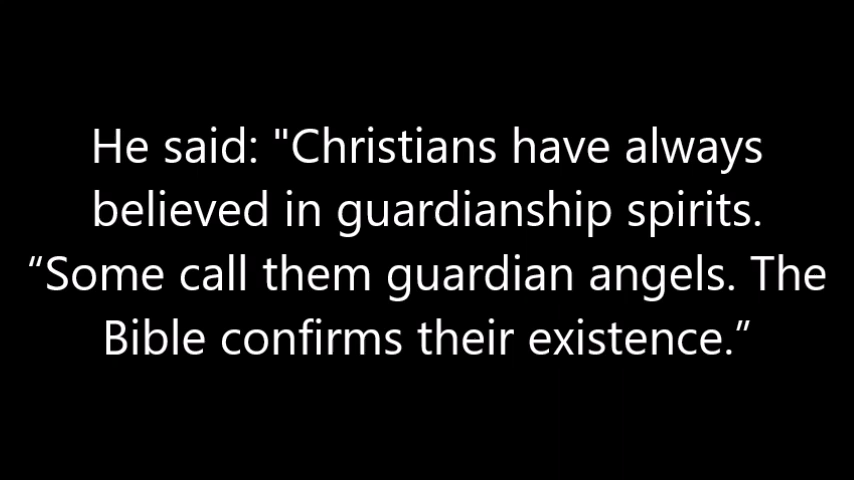 He said: "Christians have always
believed in guardianship spirits.
“Some call them guardian angels. The
Bible confirms their existence.”